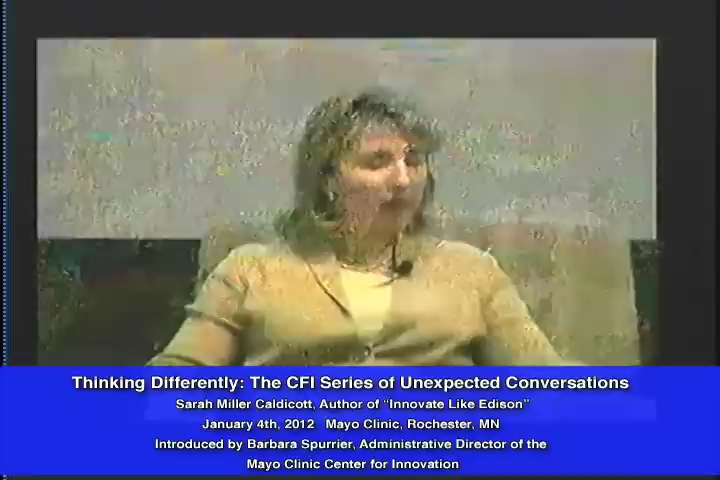 Thinking Differently: The CFI Series of Unexpected Conversations
Sarah Miller Caldicott, Author of “Innovate Like Edison”
January 4th, 2012 Mayo Clinic, Rochester, MN
Introduced by Barbara Spurrier, Administrative Director of the
Mayo Clinic Center for Innovation